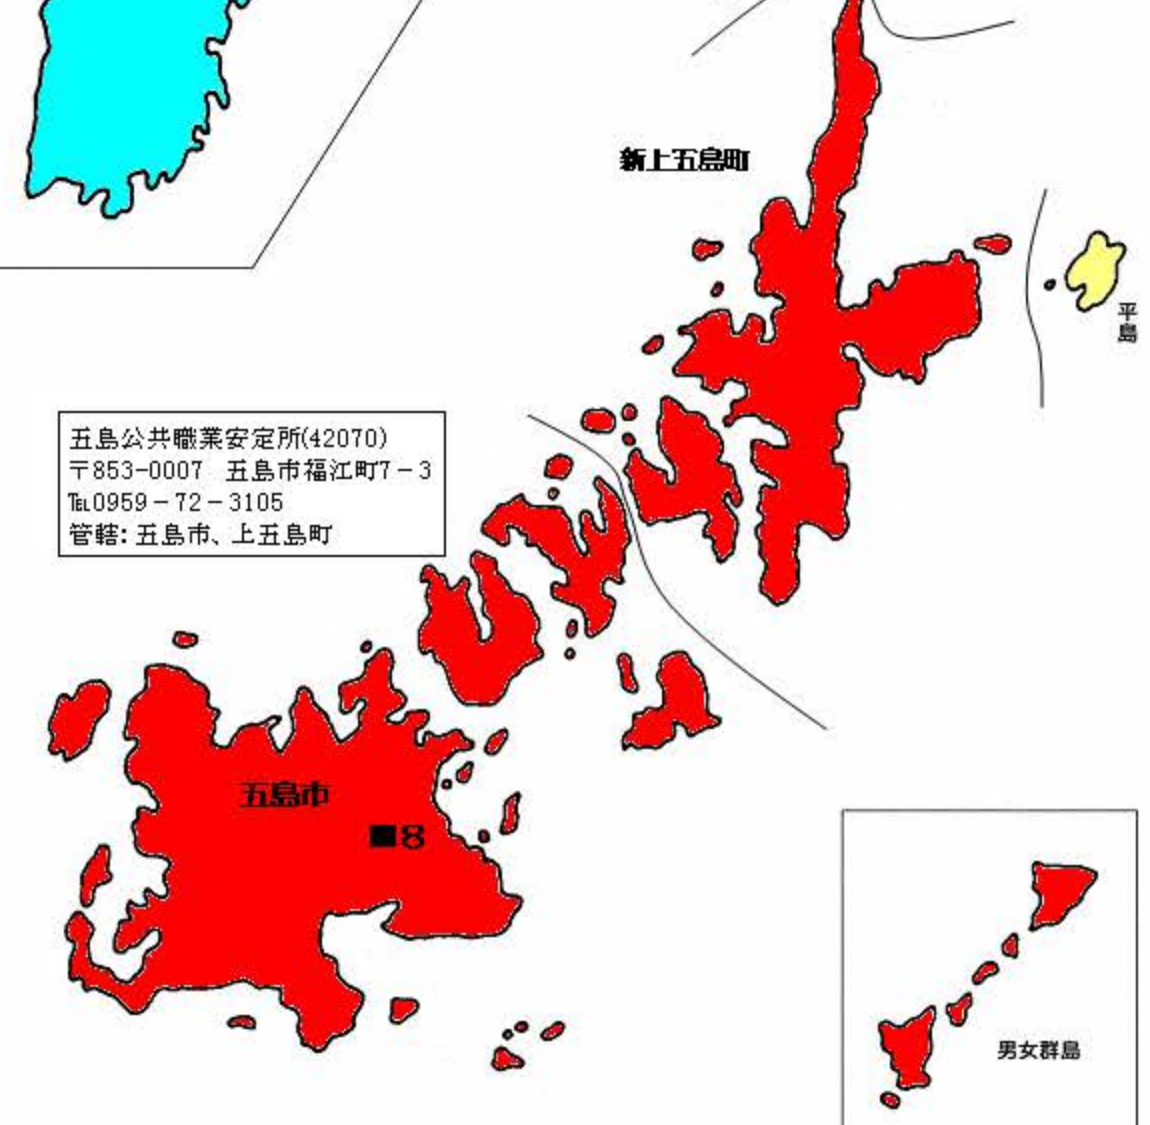 新上五島町
平島
五島公共職業安定所(42070)
〒853-0007　五島市福江町7－3
℡0959－72－3105
管轄: 五島市、上五島町
五島市
■8
男女群島